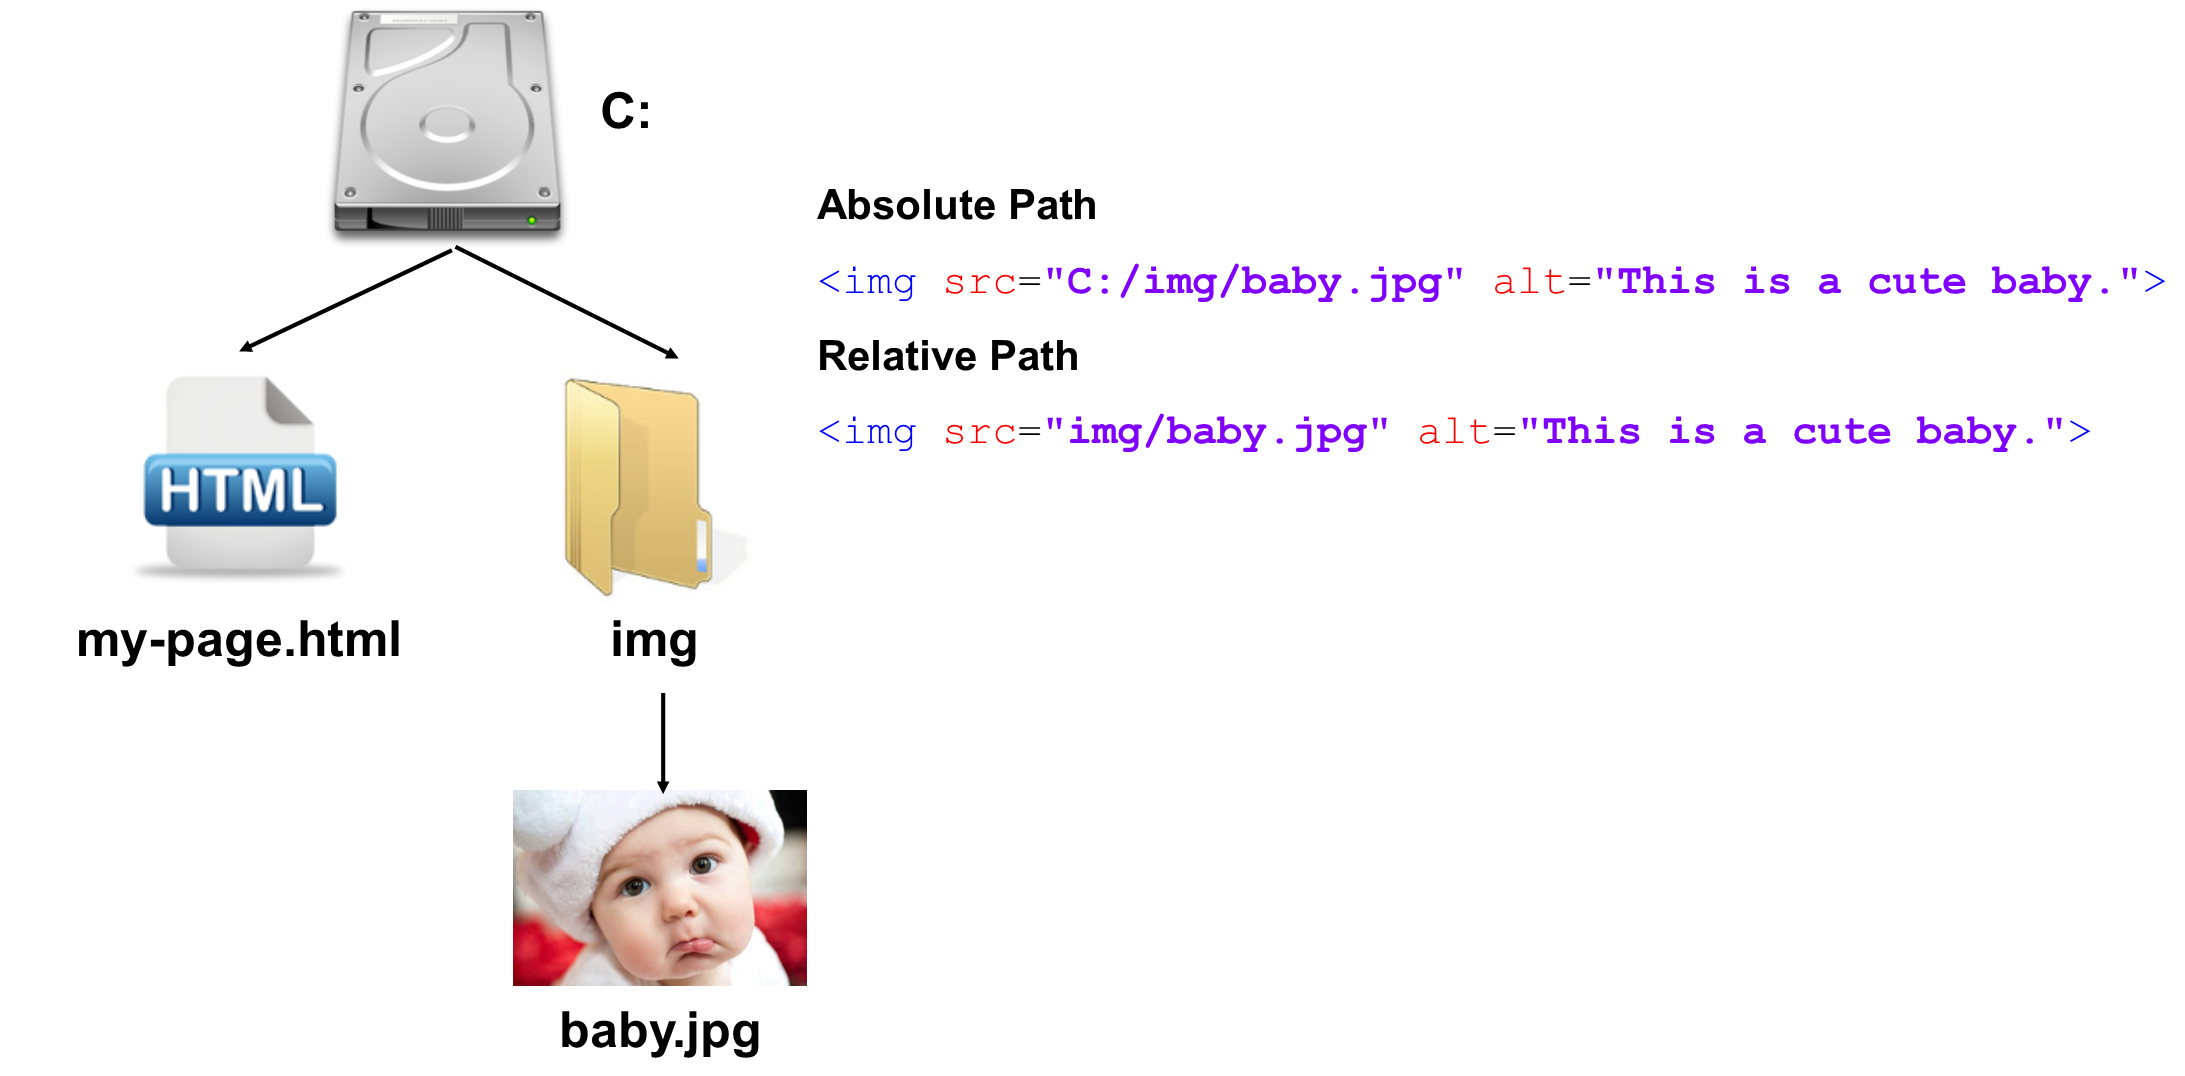 C:
Absolute Path
<img src="C:/img/baby.jpg" alt="This is a cute baby.">
Relative Path
<img src="img/baby.jpg" alt="This is a cute baby.">
HTML
my-page.html
img
baby.jpg